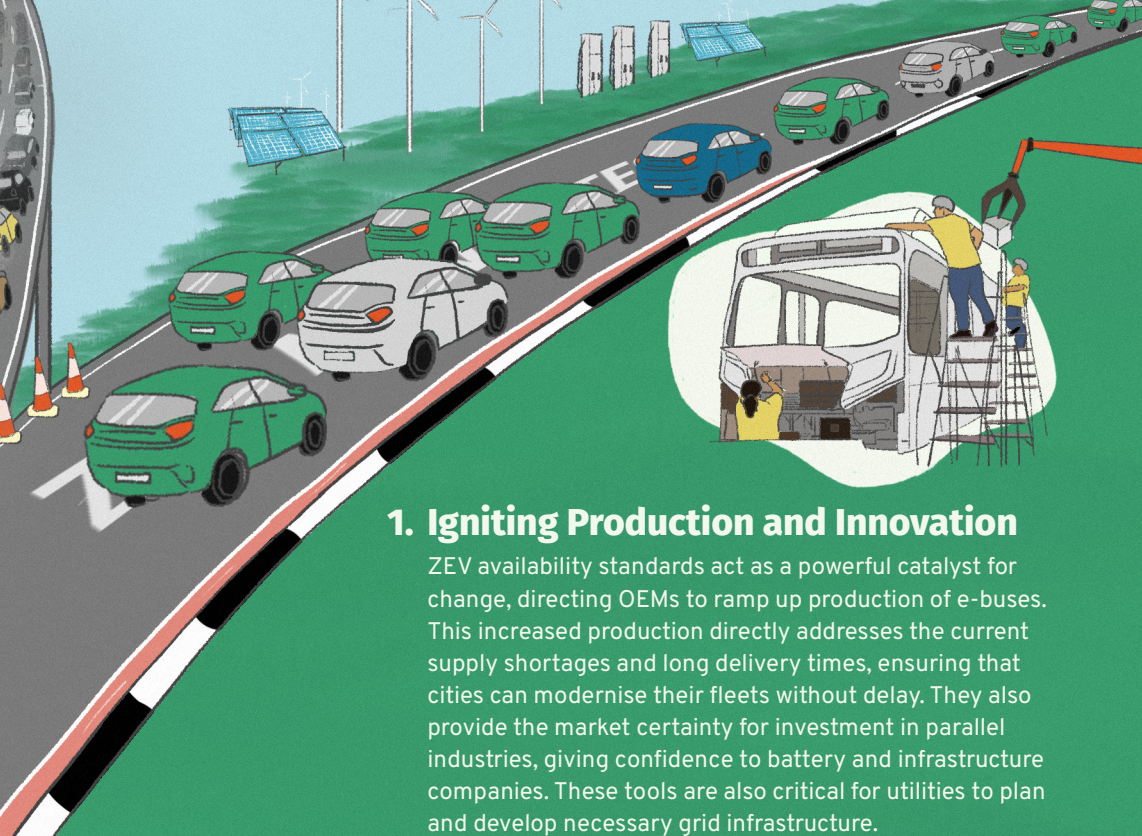 1. Igniting Production and Innovation
ZEV availability standards act as a powerful catalyst for
change, directing OEMs to ramp up production of e-buses.
This increased production directly addresses the current
supply shortages and long delivery times, ensuring that
cities can modernise their fleets without delay. They also
provide the market certainty for investment in parallel
industries, giving confidence to battery and infrastructure
companies. These tools are also critical for utilities to plan
and develop necessary grid infrastructure.